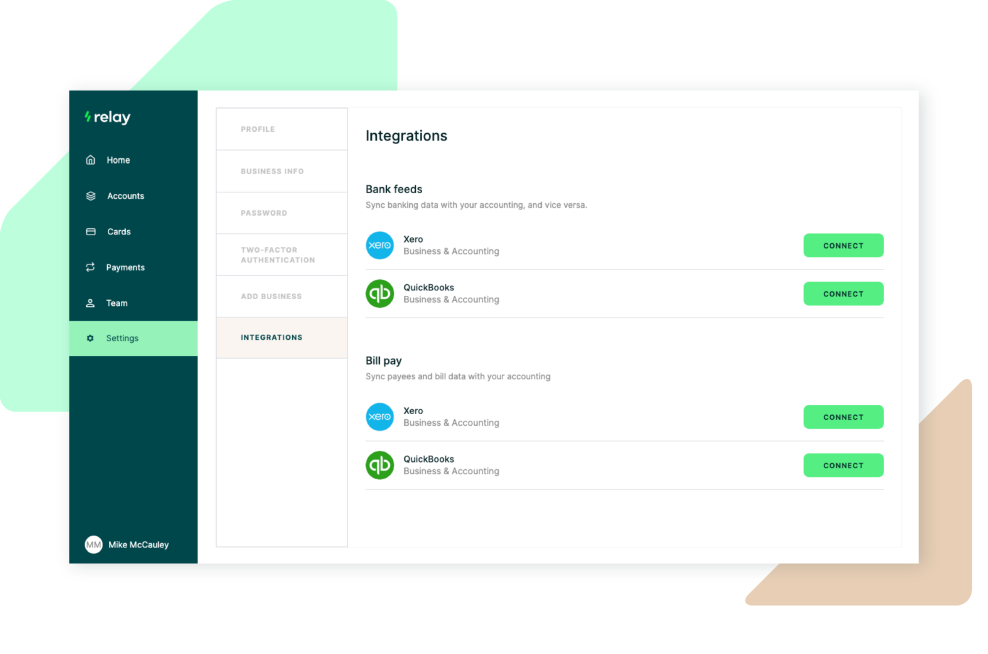 relay
Home
Accounts
Cards
Payments
Team
Settings
MM Mike McCauley
PROFILE
BUSINESS INFO
PASSWORD
TWO-FACTOR
AUTHENTICATION
ADD BUSINESS
INTEGRATIONS
Integrations
Bank feeds
Sync banking data with your accounting, and vice versa.
xero
Xero
Business & Accounting
CONNECT
qb
QuickBooks
Business & Accounting
CONNECT
Bill pay
Sync payees and bill data with your accounting
xero
Xero
Business & Accounting
CONNECT
qb
QuickBooks
Business & Accounting
CONNECT